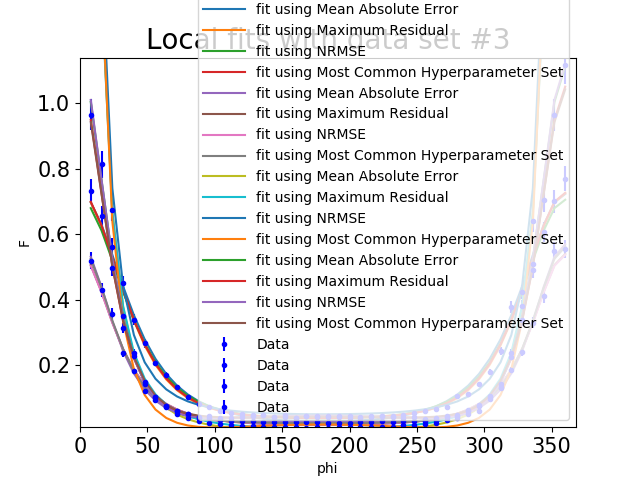 Local fits with data set #3
fit using Mean Absolute Error
fit using Maximum Residual
fit using NRMSE
fit using Most Common Hyperparameter Set
fit using Mean Absolute Error
fit using Maximum Residual
fit using NRMSE
fit using Most Common Hyperparameter Set
fit using Mean Absolute Error
fit using Maximum Residual
fit using NRMSE
fit using Most Common Hyperparameter Set
fit using Mean Absolute Error
fit using Maximum Residual
fit using NRMSE
fit using Most Common Hyperparameter Set
Data
Data
Data
Data
1.0
0.8
0.6
0.4
0.2
F
0 50 100 150 200 250 300 350
phi